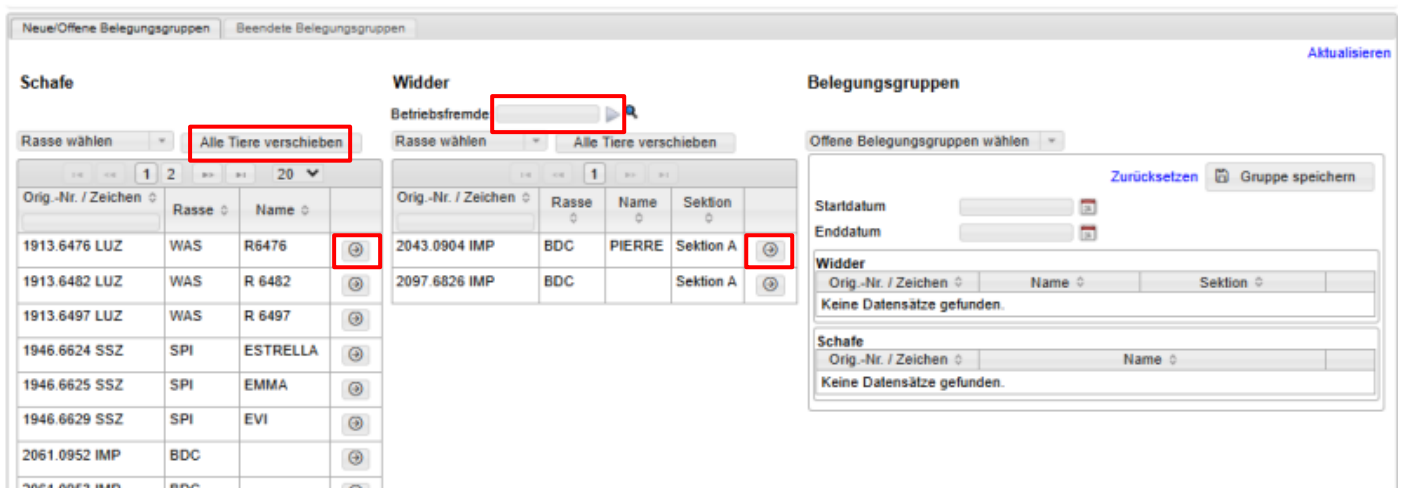 Neue/Offene Belegungsgruppen Beendete Belegungsgruppen
Aktualisieren
Schafe Widder Belegungsgruppen
Betriebsfremde
Rasse wählen Alle Tiere verschieben Rasse wählen Alle Tiere verschieben Offene Belegungsgruppen wählen
1 2 20 1
Zurücksetzen Gruppe speichern
Orig.-Nr. / Zeichen Rasse Name Orig.-Nr. / Zeichen Rasse Name Sektion
Startdatum
Enddatum
1913.6476 LUZ WAS R6476 2043.0904 IMP BDC PIERRE Sektion A
1913.6482 LUZ WAS R 6482 2097.6826 IMP BDC Sektion A
1913.6497 LUZ WAS R 6497
1946.6624 SSZ SPI ESTRELLA
1946.6625 SSZ SPI EMMA
1946.6629 SSZ SPI EVI
2061.0952 IMP BDC
2061.0953 IMP BDC
Widder
Orig.-Nr. / Zeichen Name Sektion
Keine Datensätze gefunden.
Schafe
Orig.-Nr. / Zeichen Name
Keine Datensätze gefunden.